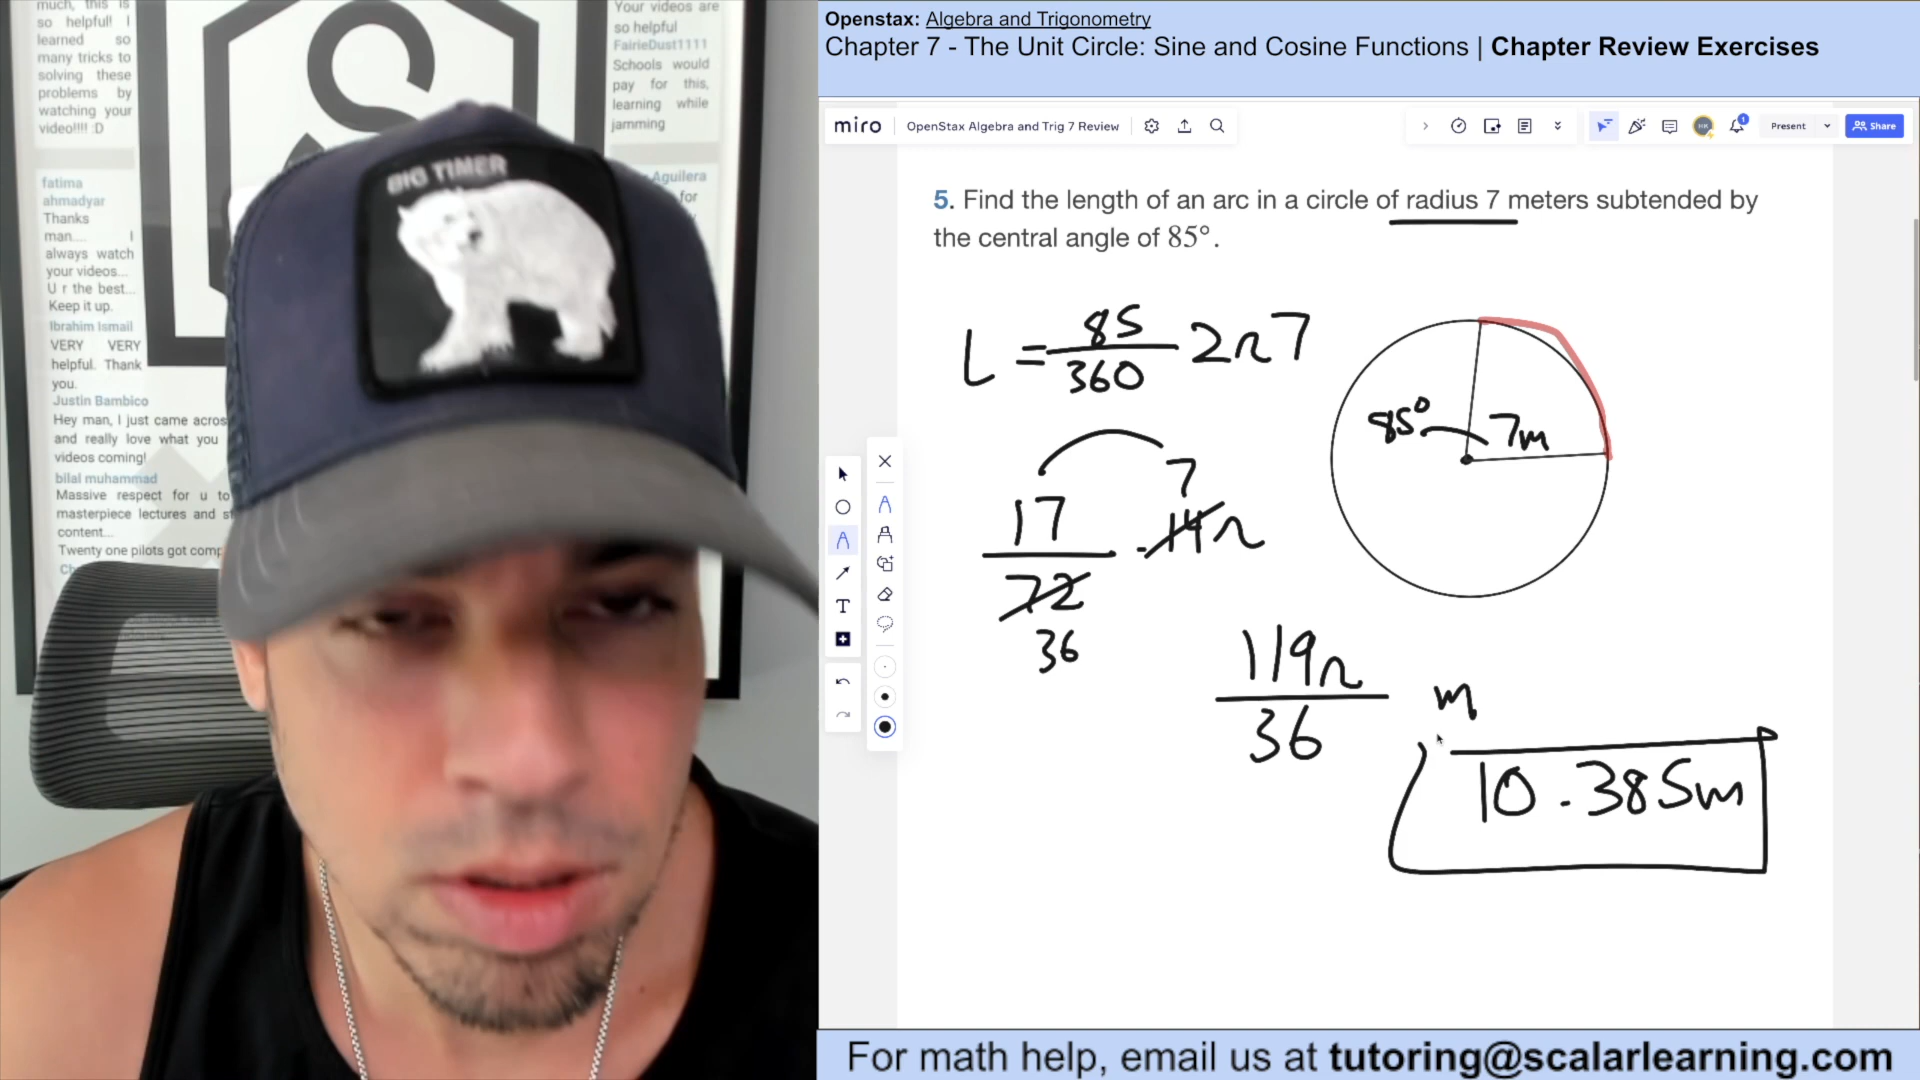 much, this is
so helpful! I
learned so
many tricks to
solving these
problems by
watching your
video!!!! :D
fatima
ahmadyar
Thanks
man.... I
always watch
your videos...
U r the best...
Keep it up.
Ibrahim Ismail
VERY VERY
helpful. Thank
you.
Justin Bambico
Hey man, I just came
and really love what you
videos coming!
bilal muhammad
Massive respect for u to
masterpiece lectures and
content...
Twenty one pilots got
Your videos are
so helpful
FairieDust1111
Schools would
pay for this,
learning while
jamming
Aguilera
for
BIG TIMER
Openstax: Algebra and Trigonometry
Chapter 7 - The Unit Circle: Sine and Cosine Functions | Chapter Review Exercises
miro OpenStax Algebra and Trig 7 Review
HK 1 Present Share
5. Find the length of an arc in a circle of radius 7 meters subtended by
the central angle of 85°.
L = 85/360 2π7
85° 7m
17/72 · 14π
7
36
119π/36 m
10.385m
T
For math help, email us at tutoring@scalarlearning.com